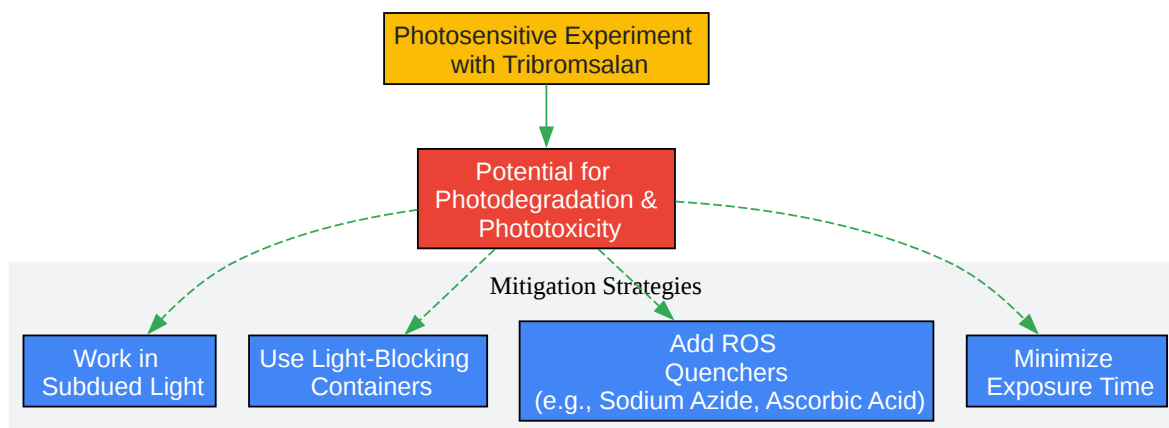 Photosensitive Experiment
with Tribromsalan
Potential for
Photodegradation &
Phototoxicity
Mitigation Strategies
Work in
Subdued Light
Use Light-Blocking
Containers
Add ROS
Quenchers
(e.g., Sodium Azide, Ascorbic Acid)
Minimize
Exposure Time